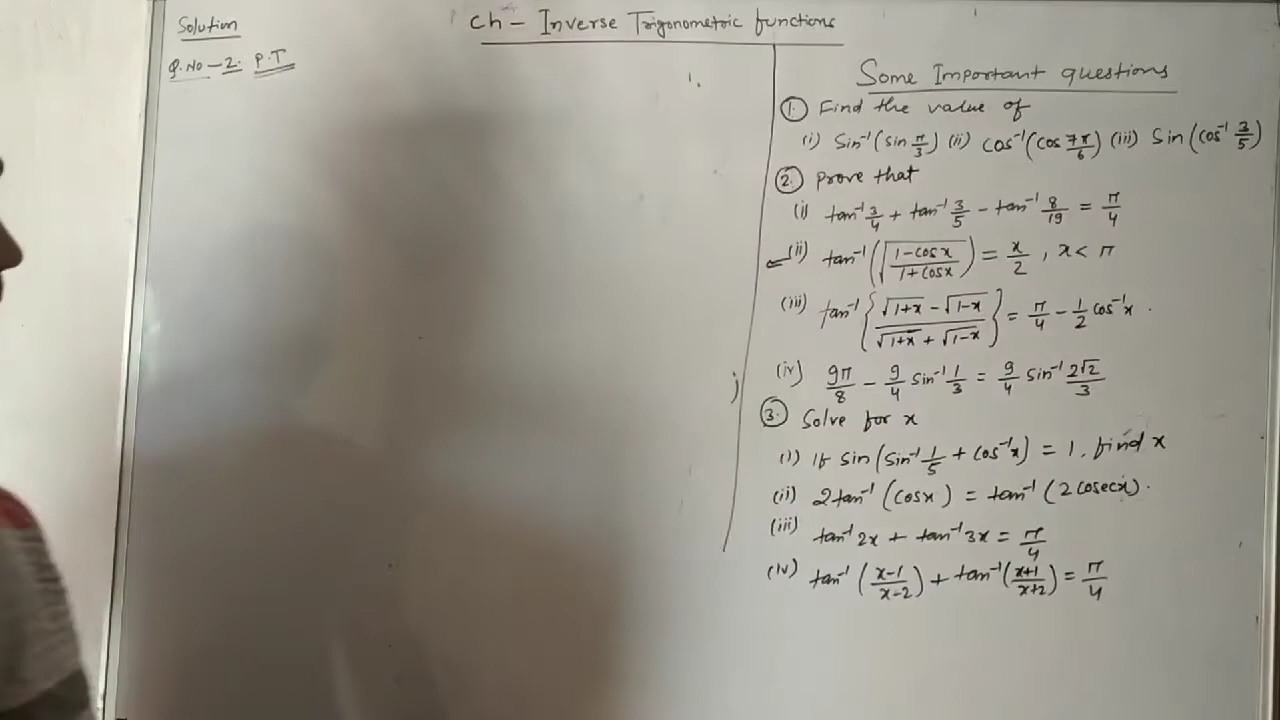 Solution
Ch - Inverse Trigonometric functions
Q.No - 2. P.T
1.
Some Important questions
① Find the value of
(i) Sin⁻¹(sin π/3) (ii) cos⁻¹(cos 7π/6) (iii) Sin(cos⁻¹ 3/5)
② Prove that
(i) tan⁻¹ 3/4 + tan⁻¹ 3/5 - tan⁻¹ 8/19 = π/4
(ii) tan⁻¹(√((1-cosx)/(1+cosx))) = x/2, x < π
(iii) tan⁻¹{(√(1+x) - √(1-x))/(√(1+x) + √(1-x))} = π/4 - 1/2 cos⁻¹x.
(iv) 9π/8 - 9/4 sin⁻¹ 1/3 = 9/4 sin⁻¹ 2√2/3
③ Solve for x
(i) If sin(sin⁻¹ 1/5 + cos⁻¹x) = 1, find x
(ii) 2tan⁻¹(cosx) = tan⁻¹(2cosecx).
(iii) tan⁻¹2x + tan⁻¹3x = π/4
(iv) tan⁻¹((x-1)/(x-2)) + tan⁻¹((x+1)/(x+2)) = π/4